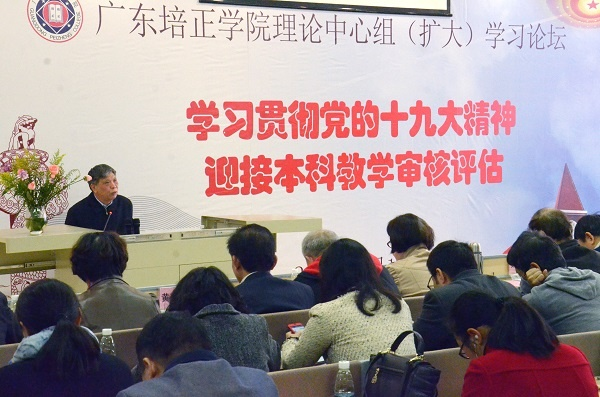 广东培正学院理论中心组（扩大）学习论坛
学习贯彻党的十九大精神
迎接本科教学审核评估